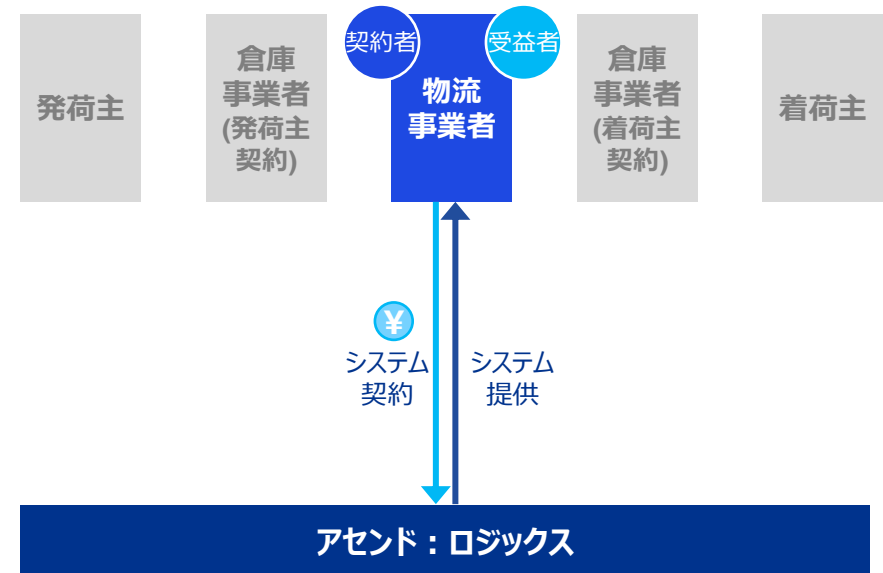 発荷主
倉庫
事業者
(発荷主
契約)
契約者
受益者
物流
事業者
倉庫
事業者
(着荷主
契約)
着荷主
¥
システム
契約
システム
提供
アセンド：ロジックス